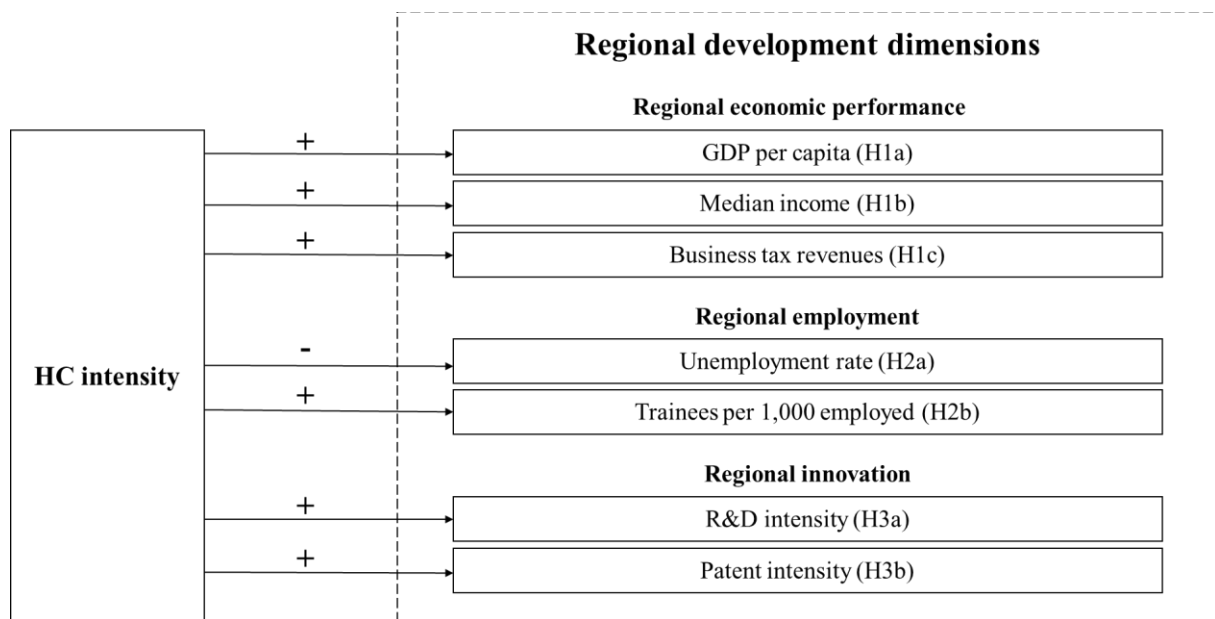 Regional development dimensions
Regional economic performance
+
GDP per capita (H1a)
+
Median income (H1b)
+
Business tax revenues (H1c)
Regional employment
HC intensity
-
Unemployment rate (H2a)
+
Trainees per 1,000 employed (H2b)
Regional innovation
+
R&D intensity (H3a)
+
Patent intensity (H3b)